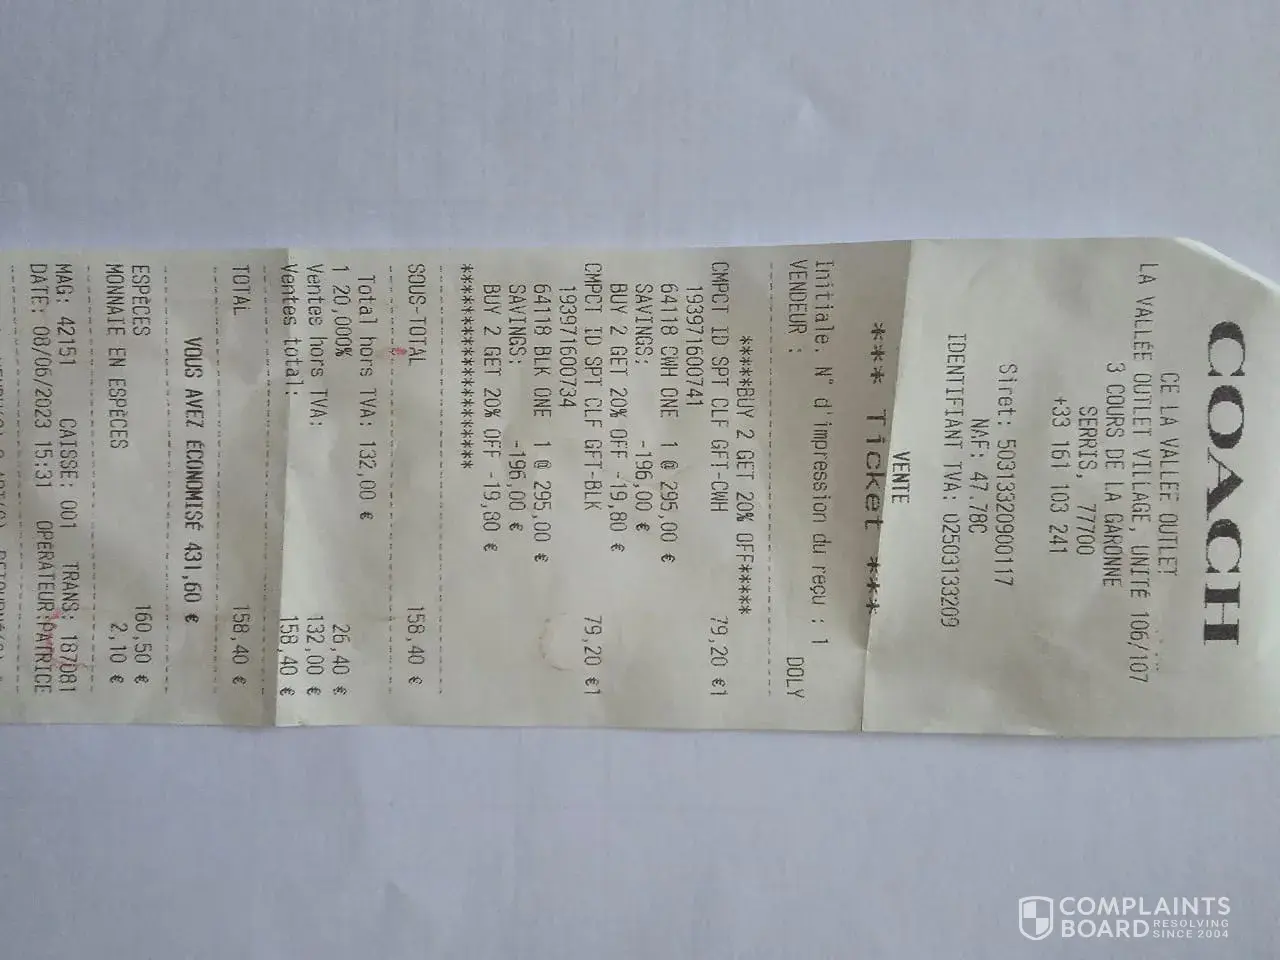 COACH
CE LA VALLEE OUTLET
LA VALLÉE OUTLET VILLAGE, UNITÉ 106/107
3 COURS DE LA GARONNE
SERRIS, 77700
+33 161 103 241
Siret: 50313320900117
NAF: 47.78C
IDENTIFIANT TVA: 02503133209
VENTE
*** Ticket ***
Initiale. N° d'impression du reçu : 1
VENDEUR : DOLY
*****BUY 2 GET 20% OFF*****
CMPCT ID SPT CLF GFT-CWH 79,20 €1
193971600741
64118 CWH ONE 1 @ 295,00 €
SAVINGS: -196,00 €
BUY 2 GET 20% OFF -19,80 €
CMPCT ID SPT CLF GFT-BLK 79,20 €1
193971600734
64118 BLK ONE 1 @ 295,00 €
SAVINGS: -196,00 €
BUY 2 GET 20% OFF -19,80 €
***************************
SOUS-TOTAL 158,40 €
Total hors TVA: 132,00 €
1 20,000% 26,40 €
Ventes hors TVA: 132,00 €
Ventes total: 158,40 €
TOTAL 158,40 €
VOUS AVEZ ÉCONOMISÉ 431,60 €
ESPÈCES 160,50 €
MONNAIE EN ESPÈCES 2,10 €
MAG: 42151 CAISSE: 001 TRANS: 187081
DATE: 08/06/2023 15:31 OPERATEUR:PATRICE
COMPLAINTS
BOARD
RESOLVING
SINCE 2004